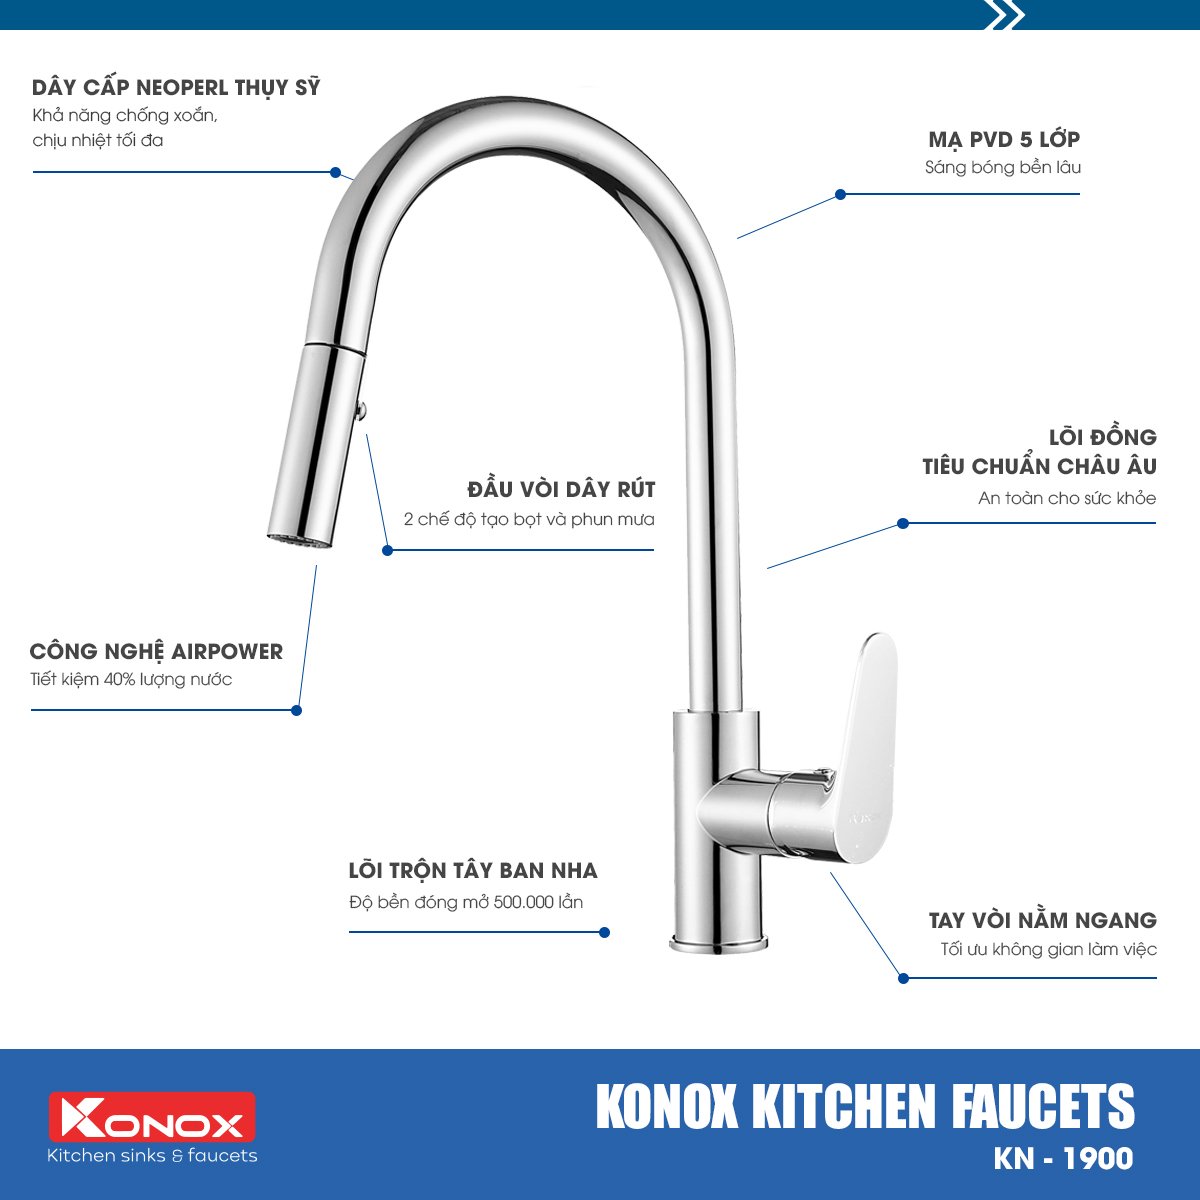 DÂY CẤP NEOPERL THỤY SỸ
Khả năng chống xoắn,
chịu nhiệt tối đa
MẠ PVD 5 LỚP
Sáng bóng bền lâu
LÕI ĐỒNG
TIÊU CHUẨN CHÂU ÂU
An toàn cho sức khỏe
ĐẦU VÒI DÂY RÚT
2 chế độ tạo bọt và phun mưa
CÔNG NGHỆ AIRPOWER
Tiết kiệm 40% lượng nước
LÕI TRỘN TÂY BAN NHA
Độ bền đóng mở 500.000 lần
TAY VÒI NẰM NGANG
Tối ưu không gian làm việc
KONOX
Kitchen sinks & faucets
KONOX KITCHEN FAUCETS
KN - 1900